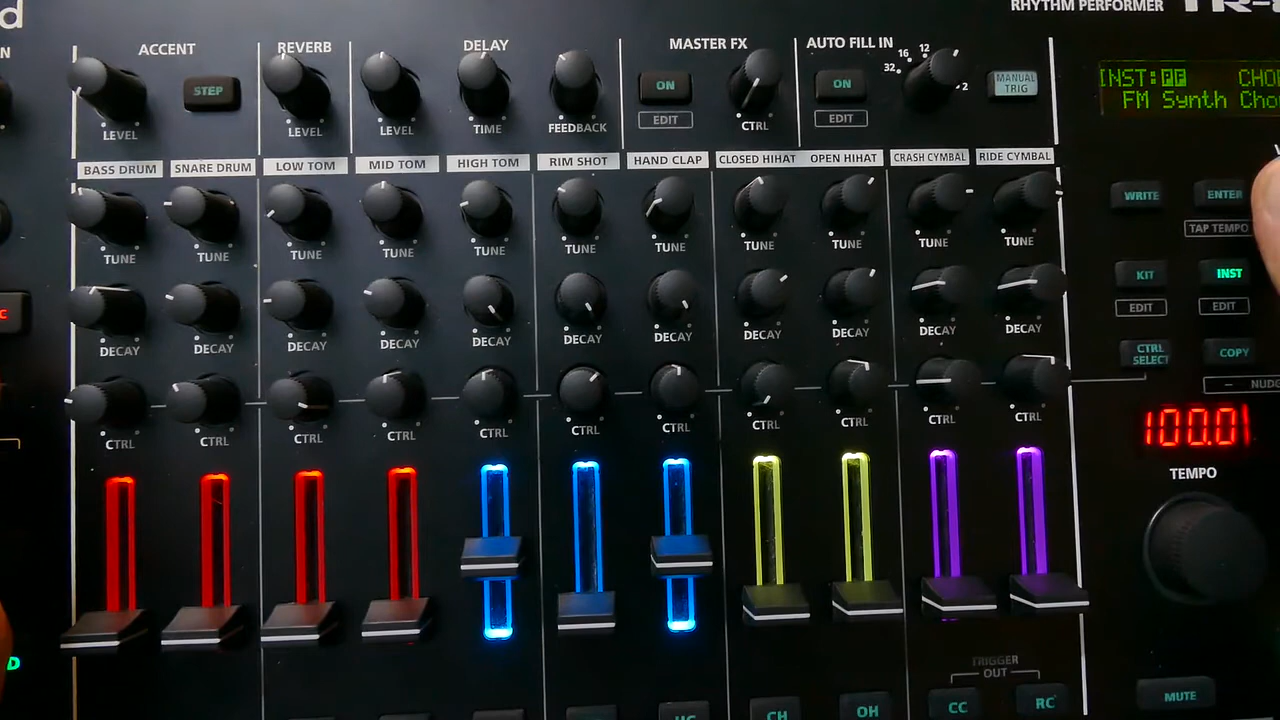 RHYTHM PERFORMER
ACCENT
REVERB
DELAY
MASTER FX
AUTO FILL IN
STEP
ON
ON
32
16
12
2
MANUAL
TRIG
INST:
FM Synth
LEVEL
LEVEL
LEVEL
TIME
FEEDBACK
EDIT
CTRL
EDIT
BASS DRUM
SNARE DRUM
LOW TOM
MID TOM
HIGH TOM
RIM SHOT
HAND CLAP
CLOSED HIHAT
OPEN HIHAT
CRASH CYMBAL
RIDE CYMBAL
WRITE
ENTER
TAP TEMPO
TUNE
TUNE
TUNE
TUNE
TUNE
TUNE
TUNE
TUNE
TUNE
TUNE
TUNE
KIT
INST
EDIT
EDIT
DECAY
DECAY
DECAY
DECAY
DECAY
DECAY
DECAY
DECAY
DECAY
DECAY
DECAY
CTRL
SELECT
COPY
CTRL
CTRL
CTRL
CTRL
CTRL
CTRL
CTRL
CTRL
CTRL
CTRL
CTRL
100.01
TEMPO
TRIGGER
OUT
CH
OH
CC
RC
MUTE